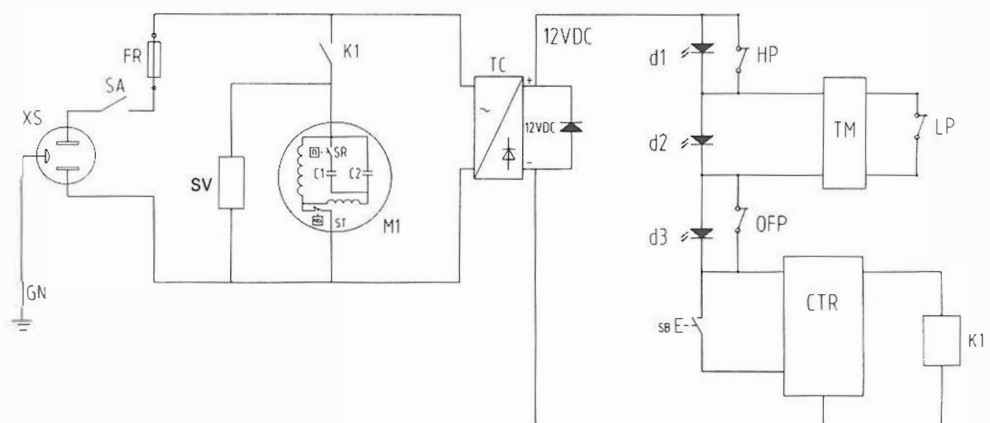 12VDC
FR
K1
TC
d1
HP
SA
+
XS
~
12VDC
TM
LP
d2
D
SR
SV
C1
C2
-
M1
ST
d3
OFP
GN
CTR
SB
K1